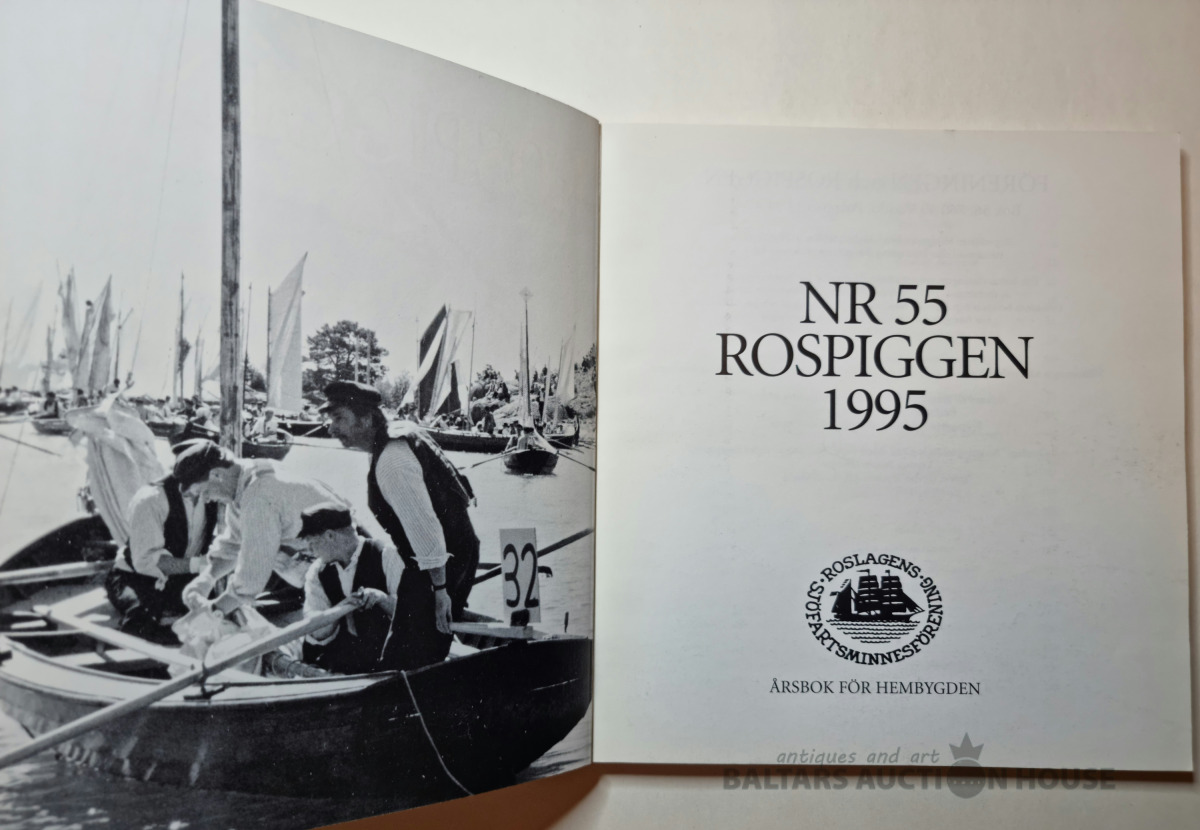 32
NR 55
ROSPIGGEN
1995
· ROSLAGENS ·
SJÖFARTSMINNESFÖRENING
ÅRSBOK FÖR HEMBYGDEN
antiques and art
BALTARS AUCTION HOUSE